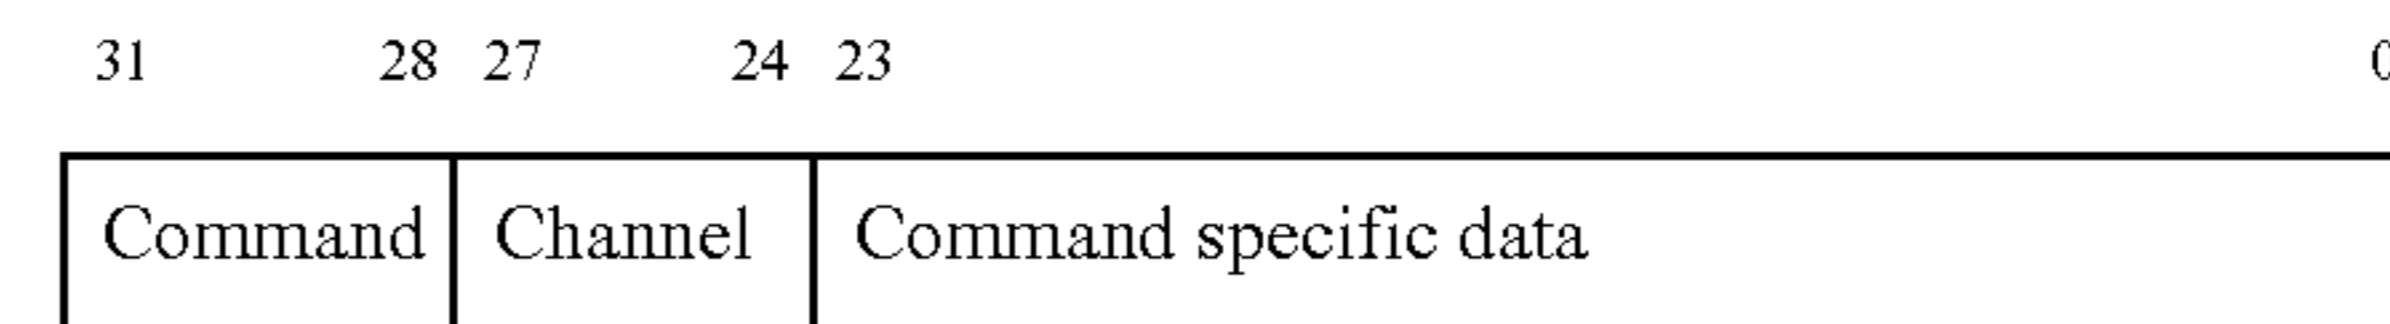 31 28 27 24 23 0
Command Channel Command specific data